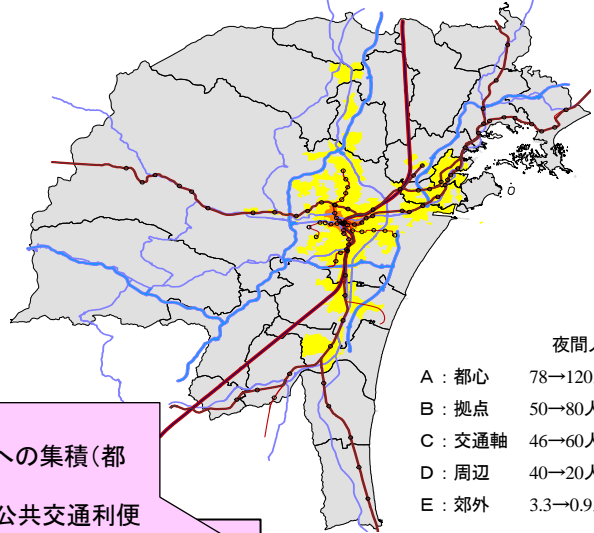 夜間人
A：都心 78→120
B：拠点 50→80人
C：交通軸 46→60人
D：周辺 40→20人
E：郊外 3.3→0.9
への集積（都
公共交通利便